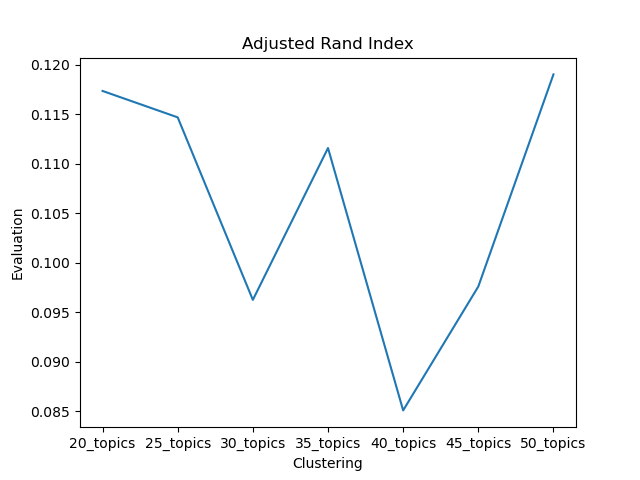 Adjusted Rand Index
0.120
0.115
0.110
0.105
0.100
0.095
0.090
0.085
Evaluation
20_topics 25_topics 30_topics 35_topics 40_topics 45_topics 50_topics
Clustering